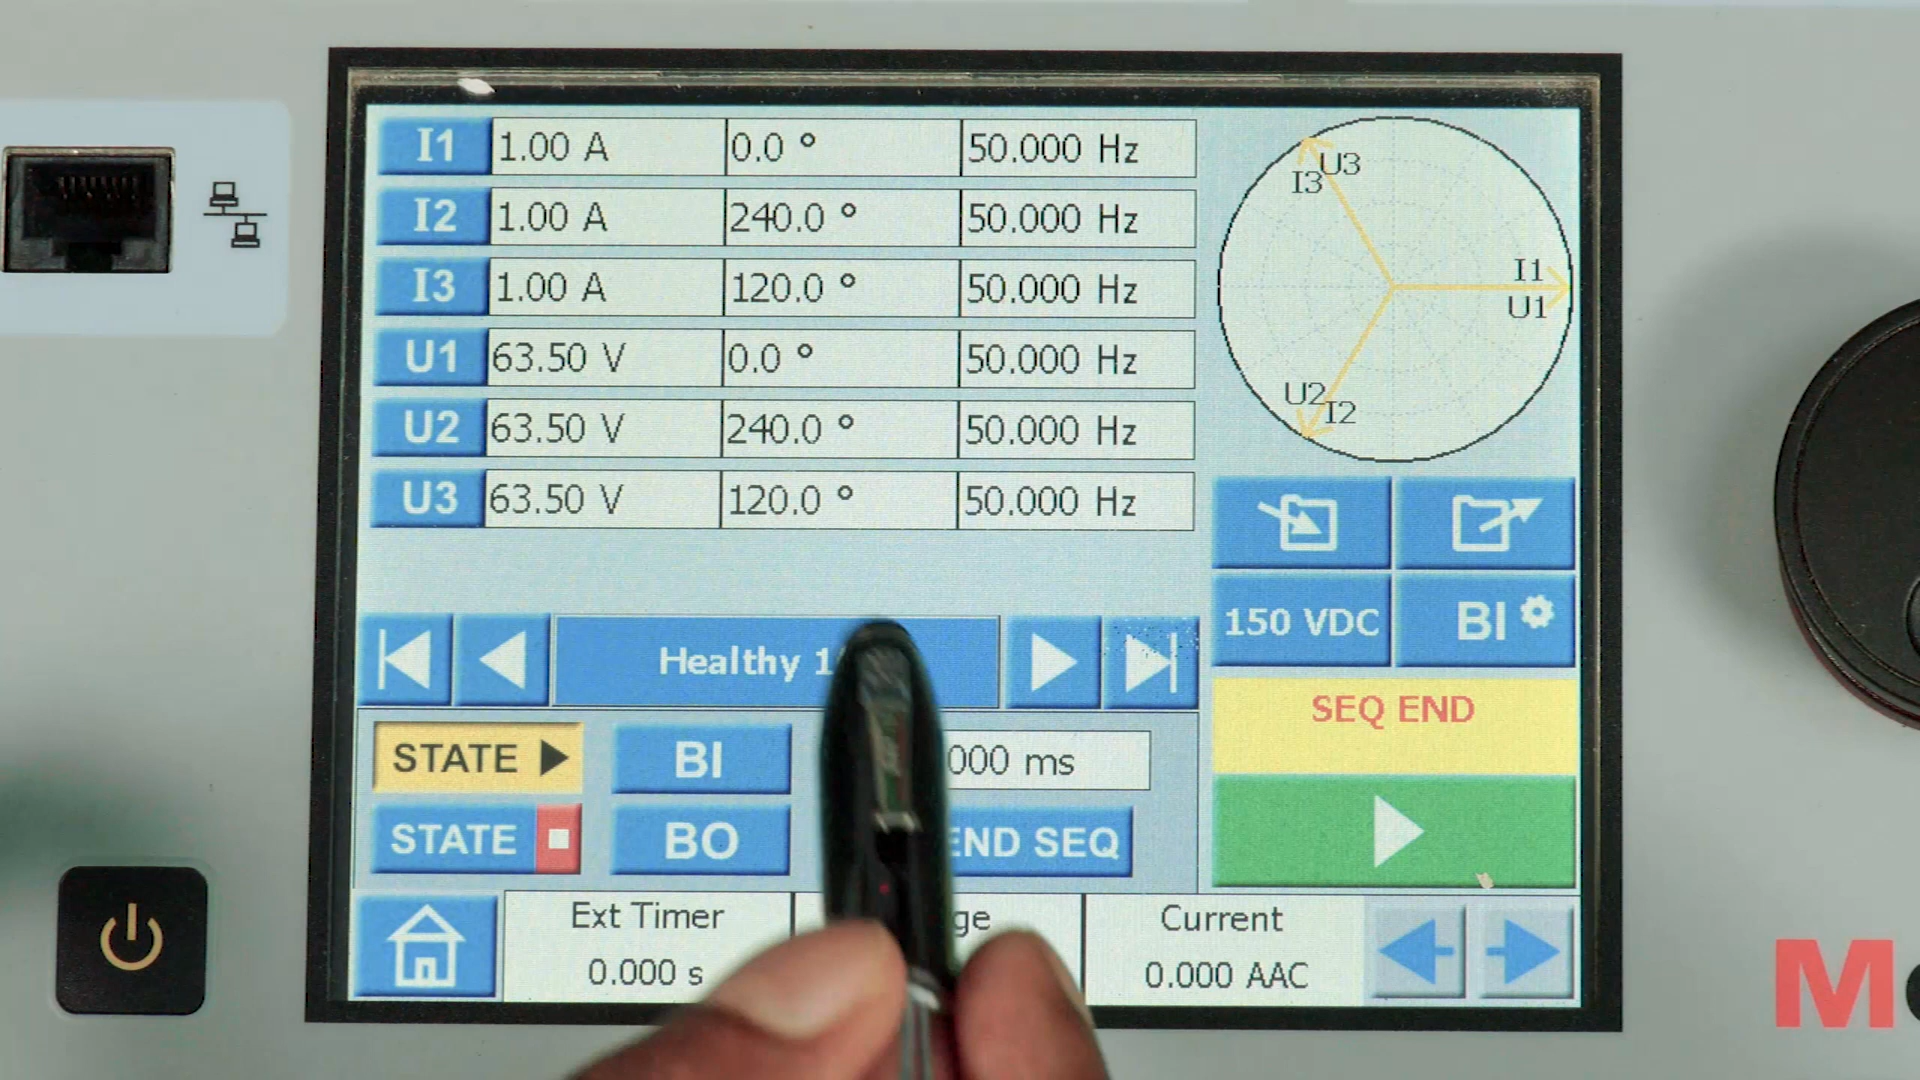 I1 1.00 A 0.0 ° 50.000 Hz
I2 1.00 A 240.0 ° 50.000 Hz
I3 1.00 A 120.0 ° 50.000 Hz
U1 63.50 V 0.0 ° 50.000 Hz
U2 63.50 V 240.0 ° 50.000 Hz
U3 63.50 V 120.0 ° 50.000 Hz
U3
I3
I1
U1
U2
I2
150 VDC BI
Healthy
SEQ END
STATE BI 000 ms
STATE BO END SEQ
Ext Timer Current
0.000 s 0.000 AAC
M